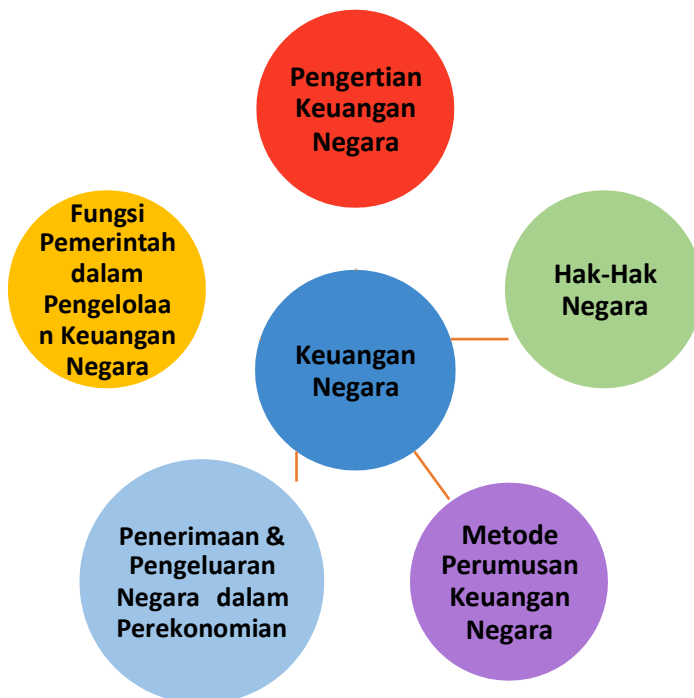 Pengertian
Keuangan
Negara
Fungsi
Pemerintah
dalam
Pengelolaa
n Keuangan
Negara
Hak-Hak
Negara
Keuangan
Negara
Penerimaan &
Pengeluaran
Negara dalam
Perekonomian
Metode
Perumusan
Keuangan
Negara